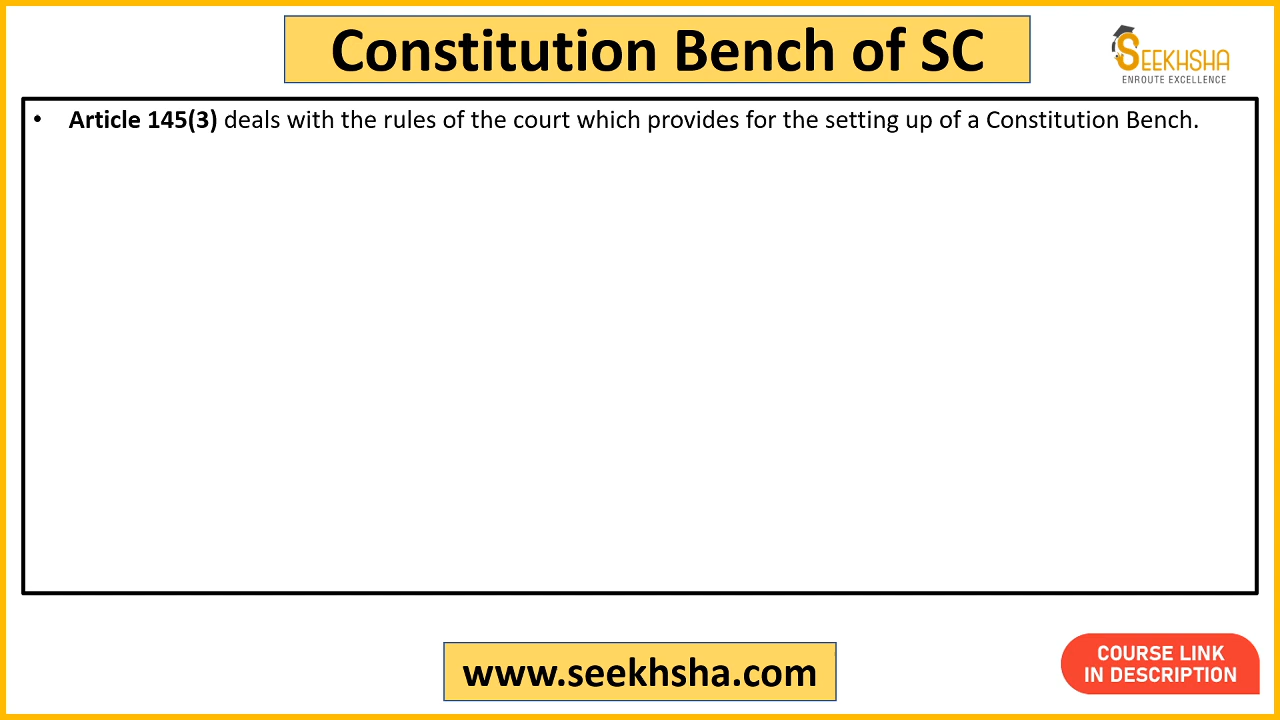 Constitution Bench of SC
SEEKHSHA
ENROUTE EXCELLENCE
• Article 145(3) deals with the rules of the court which provides for the setting up of a Constitution Bench.
www.seekhsha.com
COURSE LINK
IN DESCRIPTION